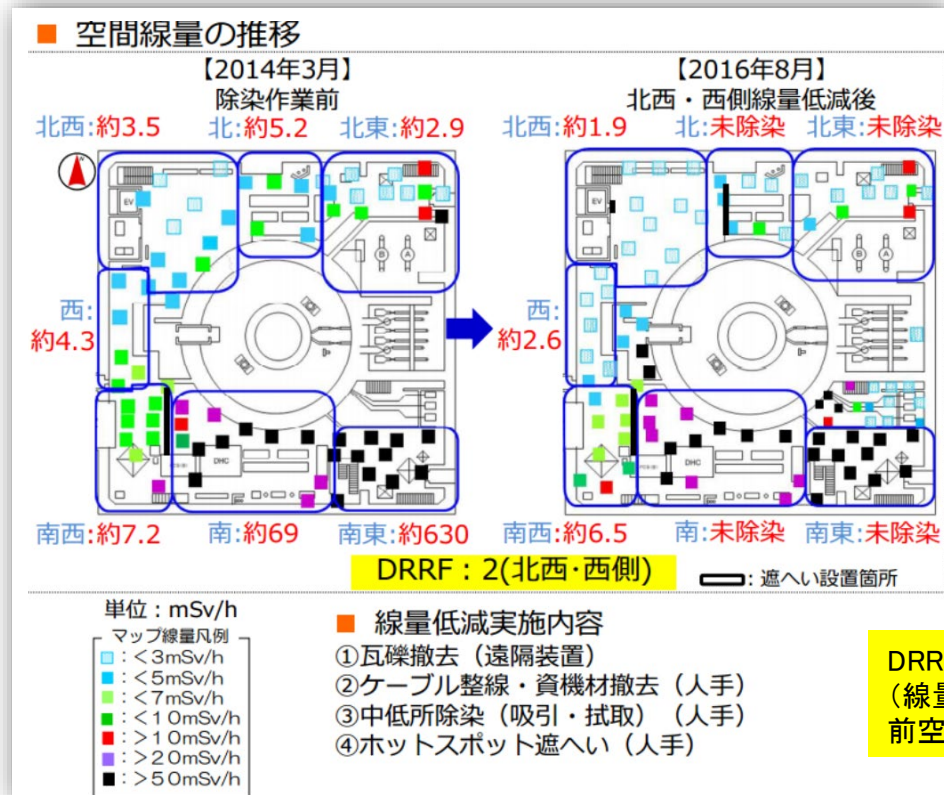 ■ 空間線量の推移
【2014年3月】
除染作業前
北西:約3.5 北:約5.2 北東:約2.9
西:
約4.3
南西:約7.2 南:約69 南東:約630
EV
B A
DHC
【2016年8月】
北西・西側線量低減後
北西:約1.9 北:未除染 北東:未除染
西:
約2.6
南西:約6.5 南:未除染 南東:未除染
EV
B A
DHC
DRRF：2(北西･西側)
：遮へい設置箇所
単位：mSv/h
マップ線量凡例
：＜3mSv/h
：＜5mSv/h
：＜7mSv/h
：＜10mSv/h
：＞10mSv/h
：＞20mSv/h
：＞50mSv/h
■ 線量低減実施内容
①瓦礫撤去（遠隔装置）
②ケーブル整線・資機材撤去（人手）
③中低所除染（吸引・拭取）（人手）
④ホットスポット遮へい（人手）
DRR
（線量
前空